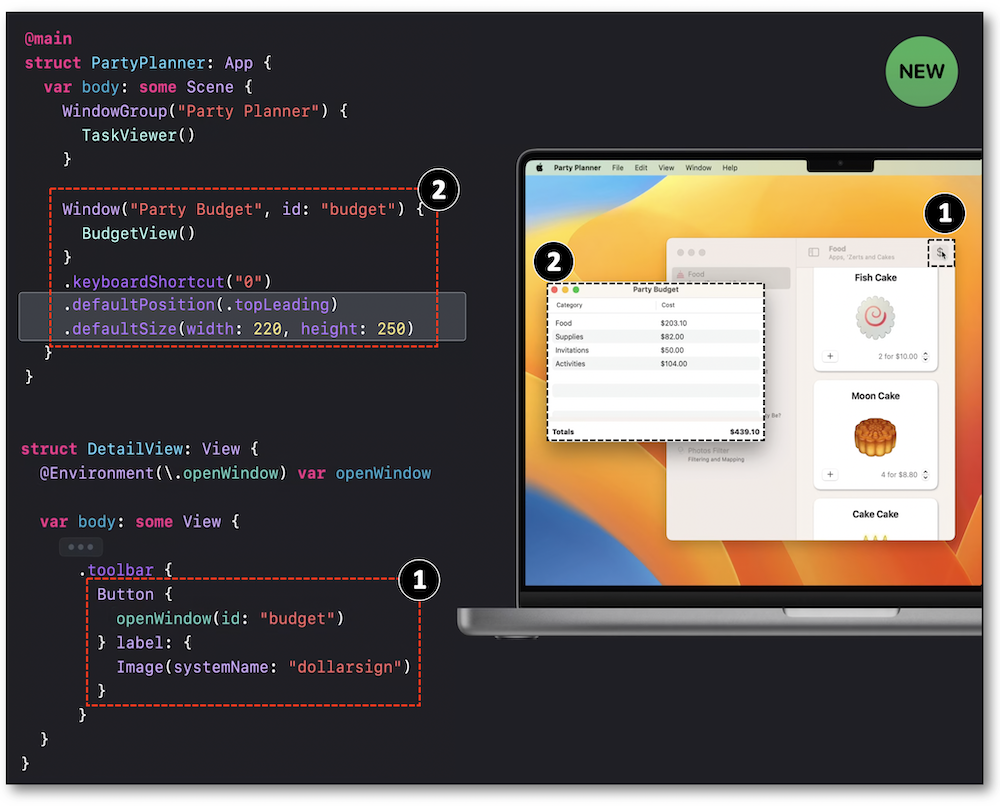 @main
struct PartyPlanner: App {
var body: some Scene {
WindowGroup("Party Planner") {
TaskViewer()
}
2
Window("Party Budget", id: "budget") {
BudgetView()
}
.keyboardShortcut("0")
.defaultPosition(.topLeading)
.defaultSize(width: 220, height: 250)
}
}
struct DetailView: View {
@Environment(\.openWindow) var openWindow
var body: some View {
•••
.toolbar {
1
Button {
openWindow(id: "budget")
} label: {
Image(systemName: "dollarsign")
}
}
}
}
NEW
Party Planner File Edit View Window Help
1
2
Food
Apps, 'Zerts and Cakes
$
Food
Party Budget
Category Cost
Food $203.10
Supplies $82.00
Invitations $50.00
Activities $104.00
Totals $439.10
Be?
Photos Filter
Filtering and Mapping
Fish Cake
+ 2 for $10.00
Moon Cake
+ 4 for $8.80
Cake Cake